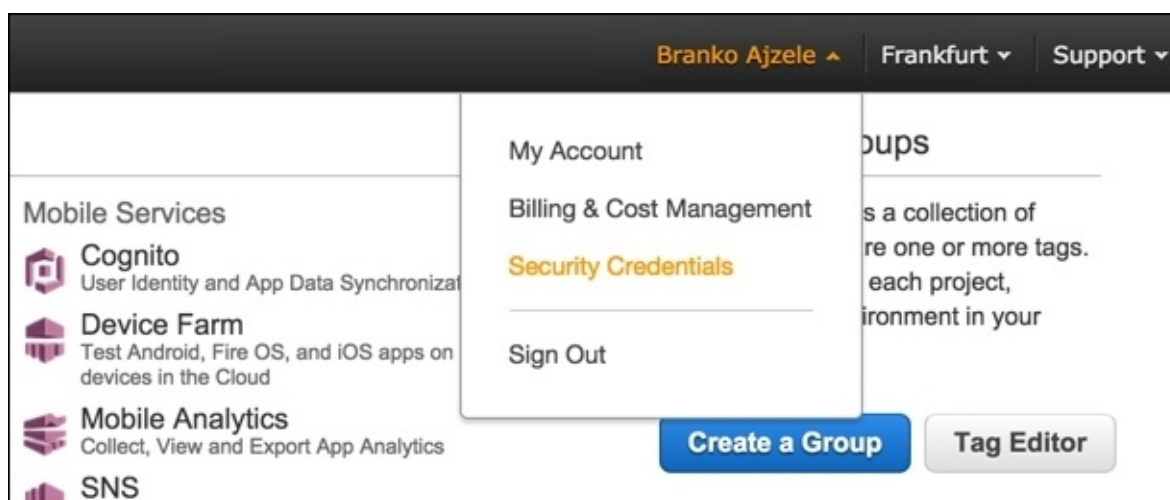 Branko Ajzele Frankfurt Support
My Account
Billing & Cost Management
Security Credentials
Sign Out
Mobile Services
Cognito
User Identity and App Data
Device Farm
Test Android, Fire OS, and iOS apps on
devices in the Cloud
Mobile Analytics
Collect, View and Export App Analytics
SNS
s a collection of
re one or more tags.
each project,
in your
Create a Group
Tag Editor